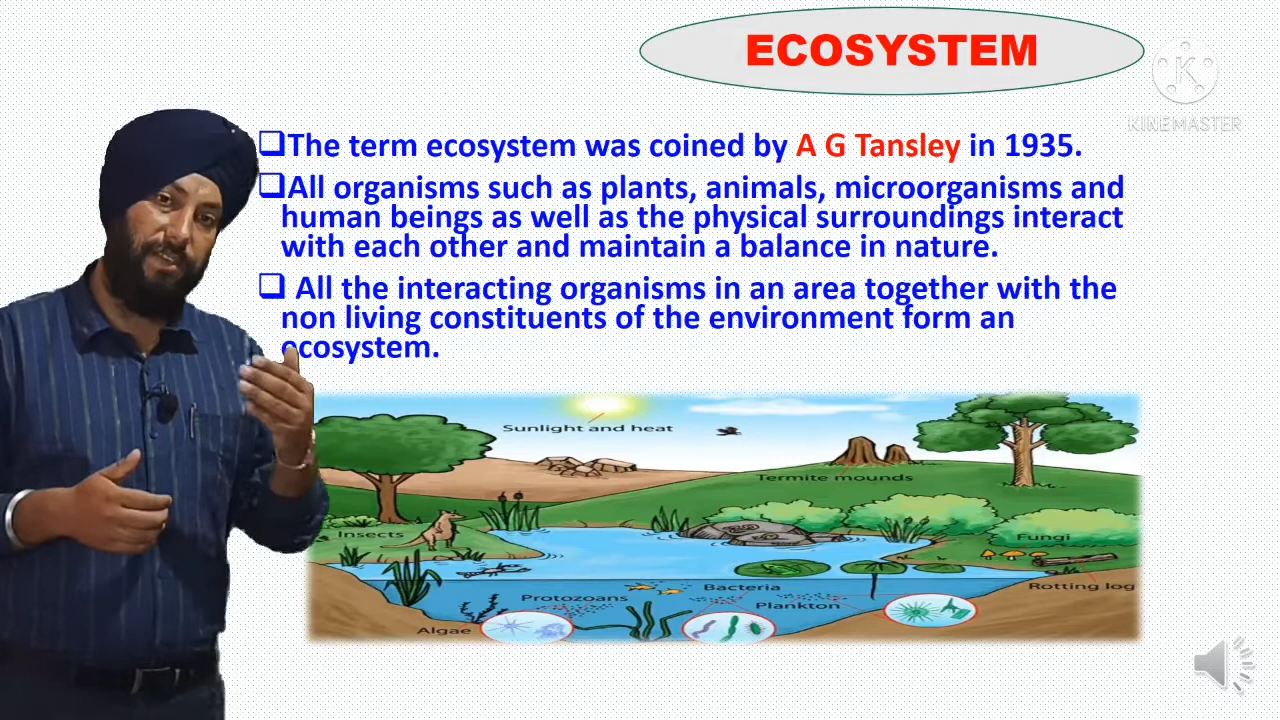 ECOSYSTEM
KINEMASTER
The term ecosystem was coined by A G Tansley in 1935.
All organisms such as plants, animals, microorganisms and
human beings as well as the physical surroundings interact
with each other and maintain a balance in nature.
All the interacting organisms in an area together with the
non living constituents of the environment form an
ecosystem.
Sunlight and heat
Termite mounds
Insects
Fungi
Bacteria
Rotting log
Protozoans
Plankton
Algae